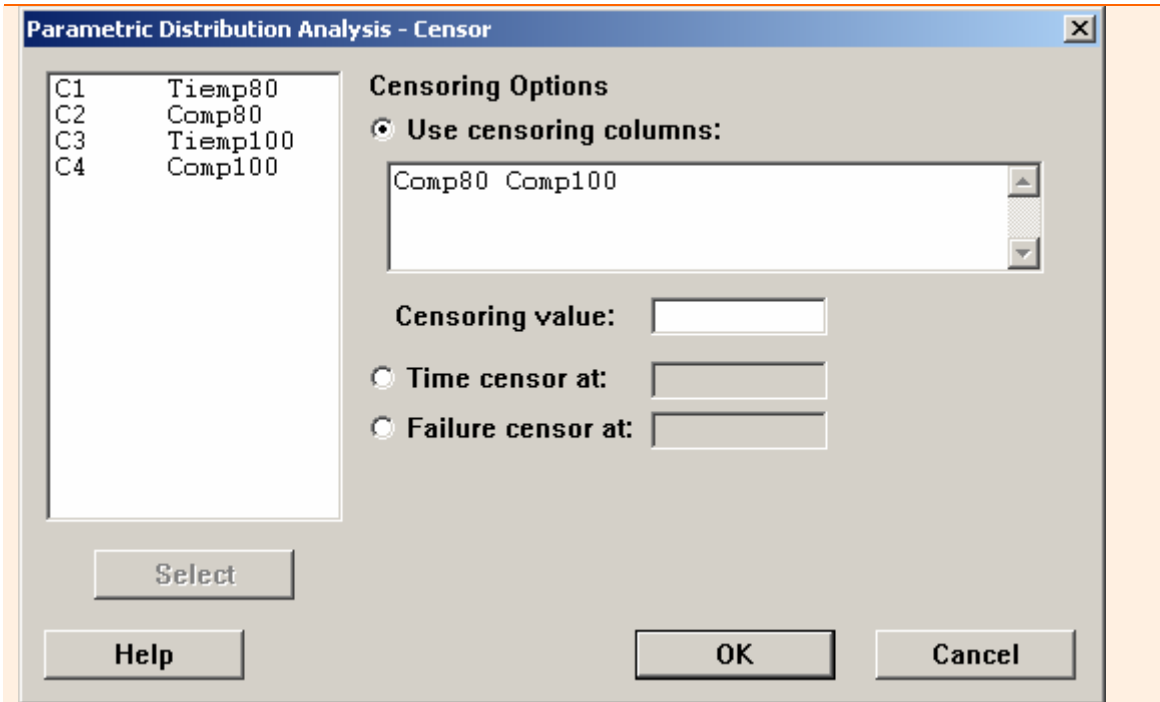 Parametric Distribution Analysis - Censor
C1 Tiemp80
C2 Comp80
C3 Tiemp100
C4 Comp100
Censoring Options
Use censoring columns:
Comp80 Comp100
Censoring value:
Time censor at:
Failure censor at:
Select
Help
OK
Cancel